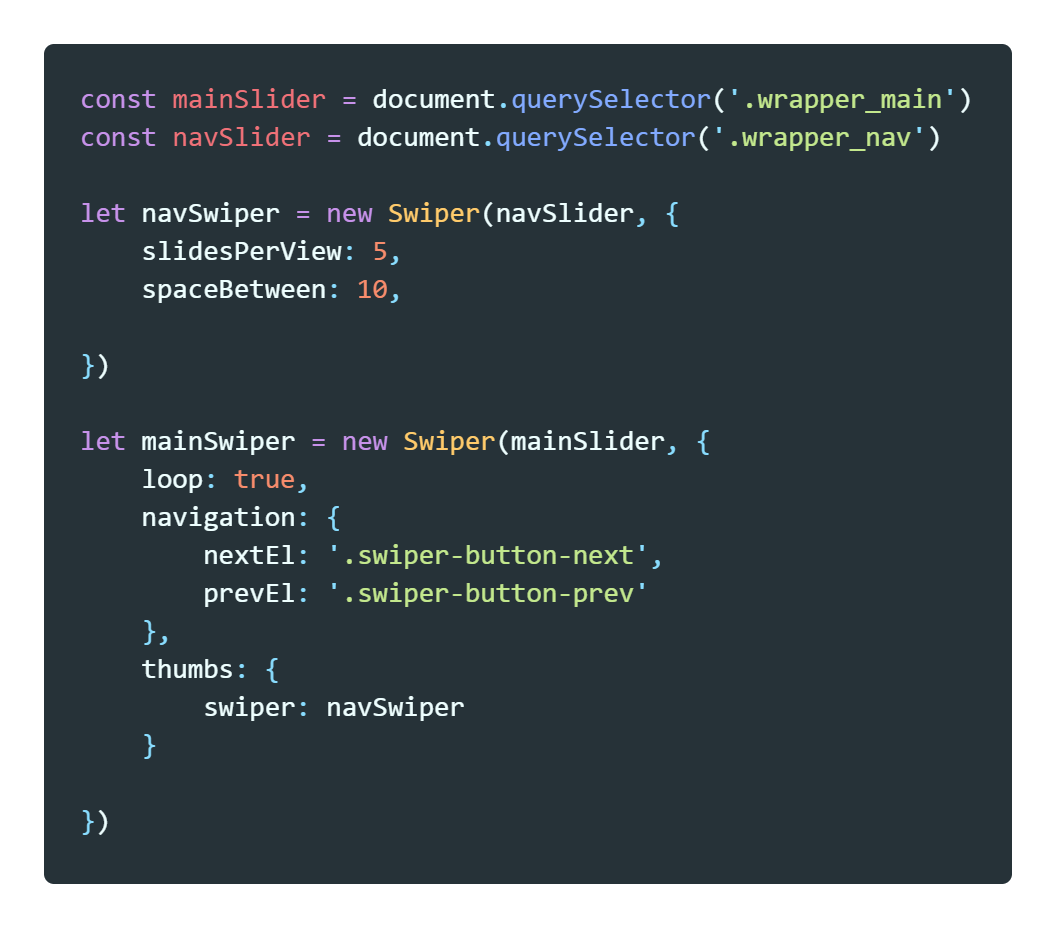 const mainSlider = document.querySelector('.wrapper_main')
const navSlider = document.querySelector('.wrapper_nav')

let navSwiper = new Swiper(navSlider, {
    slidesPerView: 5,
    spaceBetween: 10,

})

let mainSwiper = new Swiper(mainSlider, {
    loop: true,
    navigation: {
        nextEl: '.swiper-button-next',
        prevEl: '.swiper-button-prev'
    },
    thumbs: {
        swiper: navSwiper
    }

})